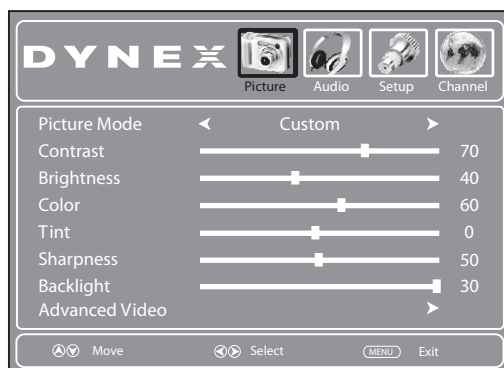 DYNEX
Picture Audio Setup Channel
Picture Mode Custom
Contrast 70
Brightness 40
Color 60
Tint 0
Sharpness 50
Backlight 30
Advanced Video
Move Select MENU Exit